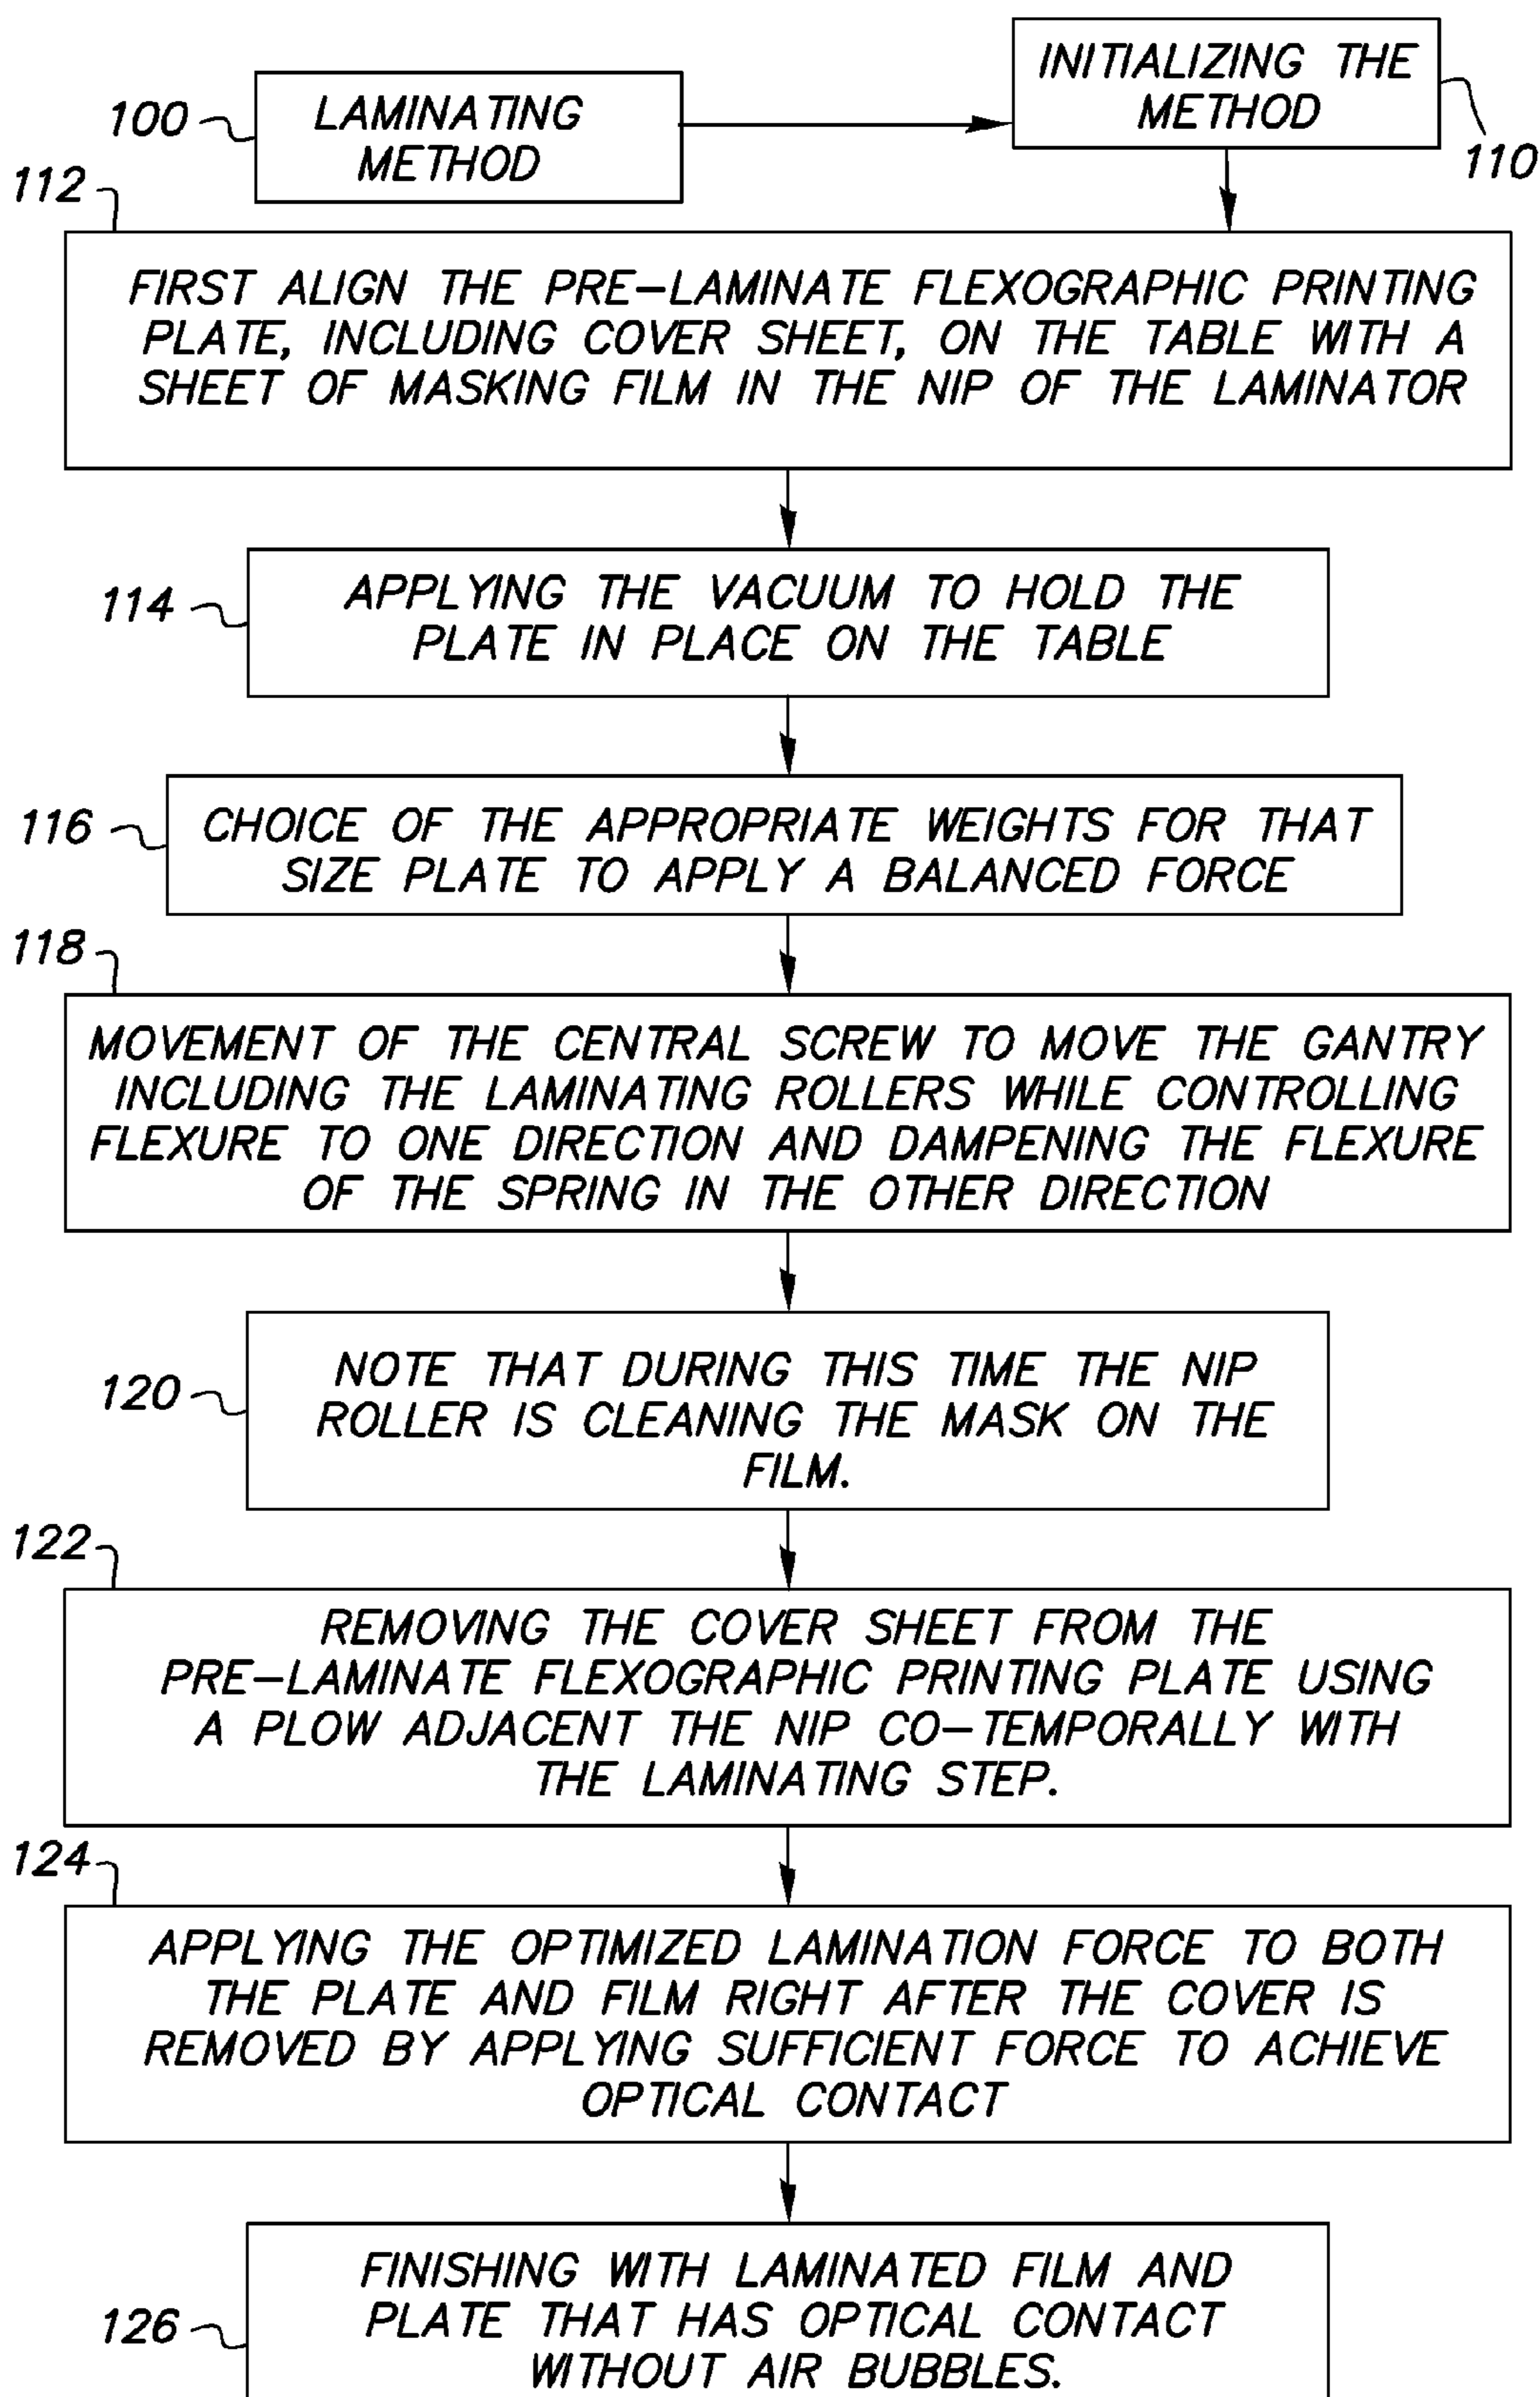 100
LAMINATING
METHOD
INITIALIZING THE
METHOD
110
112
FIRST ALIGN THE PRE-LAMINATE FLEXOGRAPHIC PRINTING
PLATE, INCLUDING COVER SHEET, ON THE TABLE WITH A
SHEET OF MASKING FILM IN THE NIP OF THE LAMINATOR
114
APPLYING THE VACUUM TO HOLD THE
PLATE IN PLACE ON THE TABLE
116
CHOICE OF THE APPROPRIATE WEIGHTS FOR THAT
SIZE PLATE TO APPLY A BALANCED FORCE
118
MOVEMENT OF THE CENTRAL SCREW TO MOVE THE GANTRY
INCLUDING THE LAMINATING ROLLERS WHILE CONTROLLING
FLEXURE TO ONE DIRECTION AND DAMPENING THE FLEXURE
OF THE SPRING IN THE OTHER DIRECTION
120
NOTE THAT DURING THIS TIME THE NIP
ROLLER IS CLEANING THE MASK ON THE
FILM.
122
REMOVING THE COVER SHEET FROM THE
PRE-LAMINATE FLEXOGRAPHIC PRINTING PLATE USING
A PLOW ADJACENT THE NIP CO-TEMPORALLY WITH
THE LAMINATING STEP.
124
APPLYING THE OPTIMIZED LAMINATION FORCE TO BOTH
THE PLATE AND FILM RIGHT AFTER THE COVER IS
REMOVED BY APPLYING SUFFICIENT FORCE TO ACHIEVE
OPTICAL CONTACT
126
FINISHING WITH LAMINATED FILM AND
PLATE THAT HAS OPTICAL CONTACT
WITHOUT AIR BUBBLES.